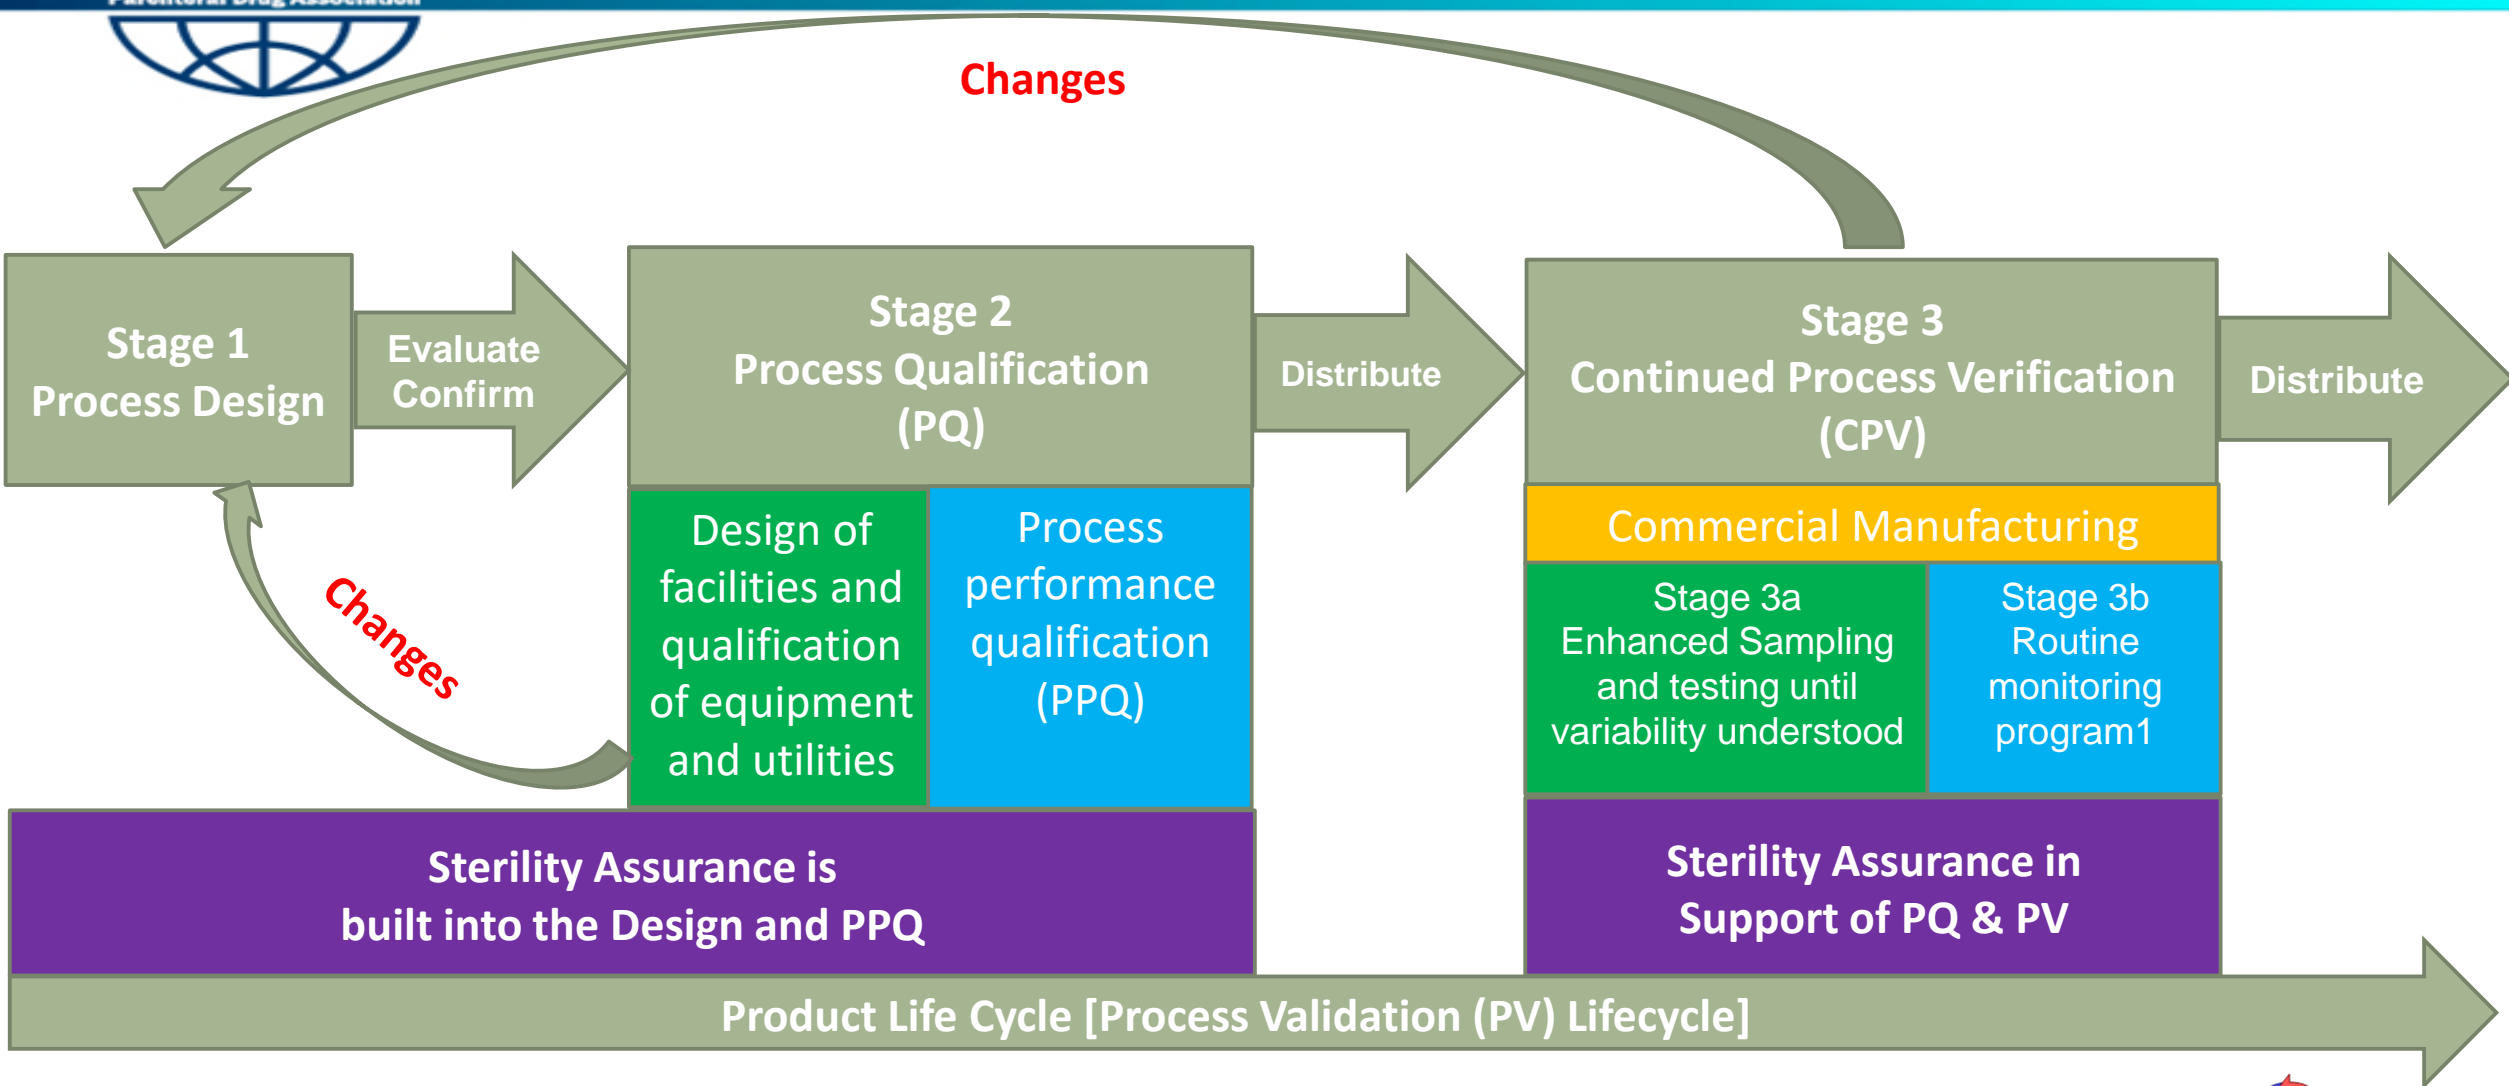 Parenteral Drug Association
Changes
Stage 1
Process Design
Evaluate
Confirm
Stage 2
Process Qualification
(PQ)
Distribute
Stage 3
Continued Process Verification
(CPV)
Distribute
Design of
facilities and
qualification
of equipment
and utilities
Process
performance
qualification
(PPQ)
Commercial Manufacturing
Stage 3a
Enhanced Sampling
and testing until
variability understood
Stage 3b
Routine
monitoring
program1
Changes
Sterility Assurance is
built into the Design and PPQ
Sterility Assurance in
Support of PQ & PV
Product Life Cycle [Process Validation (PV) Lifecycle]